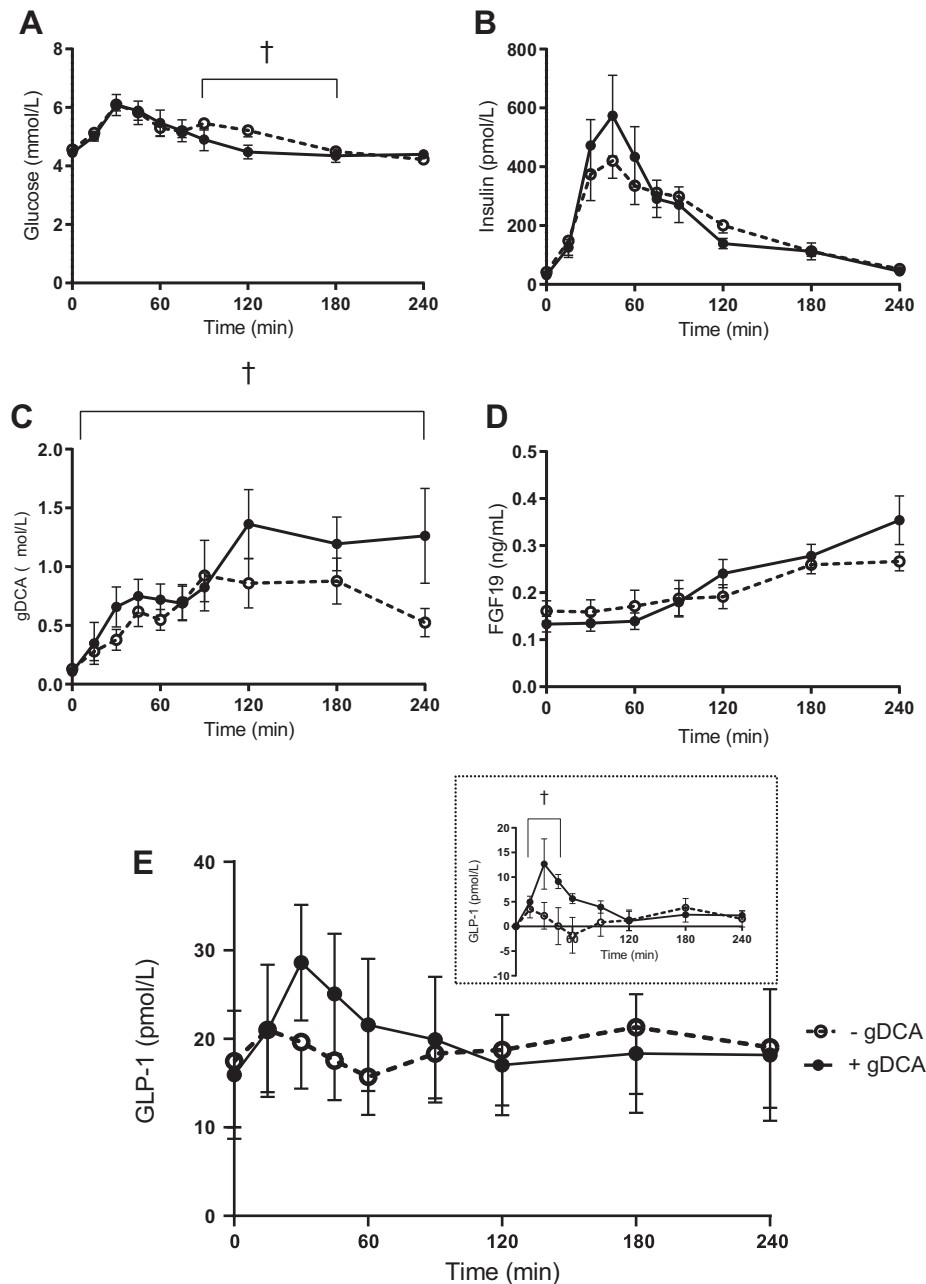 A
†
Glucose (mmol/L)
8
6
4
2
0
0 60 120 180 240
Time (min)
B
Insulin (pmol/L)
800
600
400
200
0
0 60 120 180 240
Time (min)
C
†
gDCA ( mol/L)
2.0
1.5
1.0
0.5
0.0
0 60 120 180 240
Time (min)
D
FGF19 (ng/mL)
0.5
0.4
0.3
0.2
0.1
0.0
0 60 120 180 240
Time (min)
E
GLP-1 (pmol/L)
40
30
20
10
0
0 60 120 180 240
Time (min)
†
GLP-1 (pmol/L)
20
15
10
5
0
-5
-10
60 120 180 240
Time (min)
- gDCA
+ gDCA